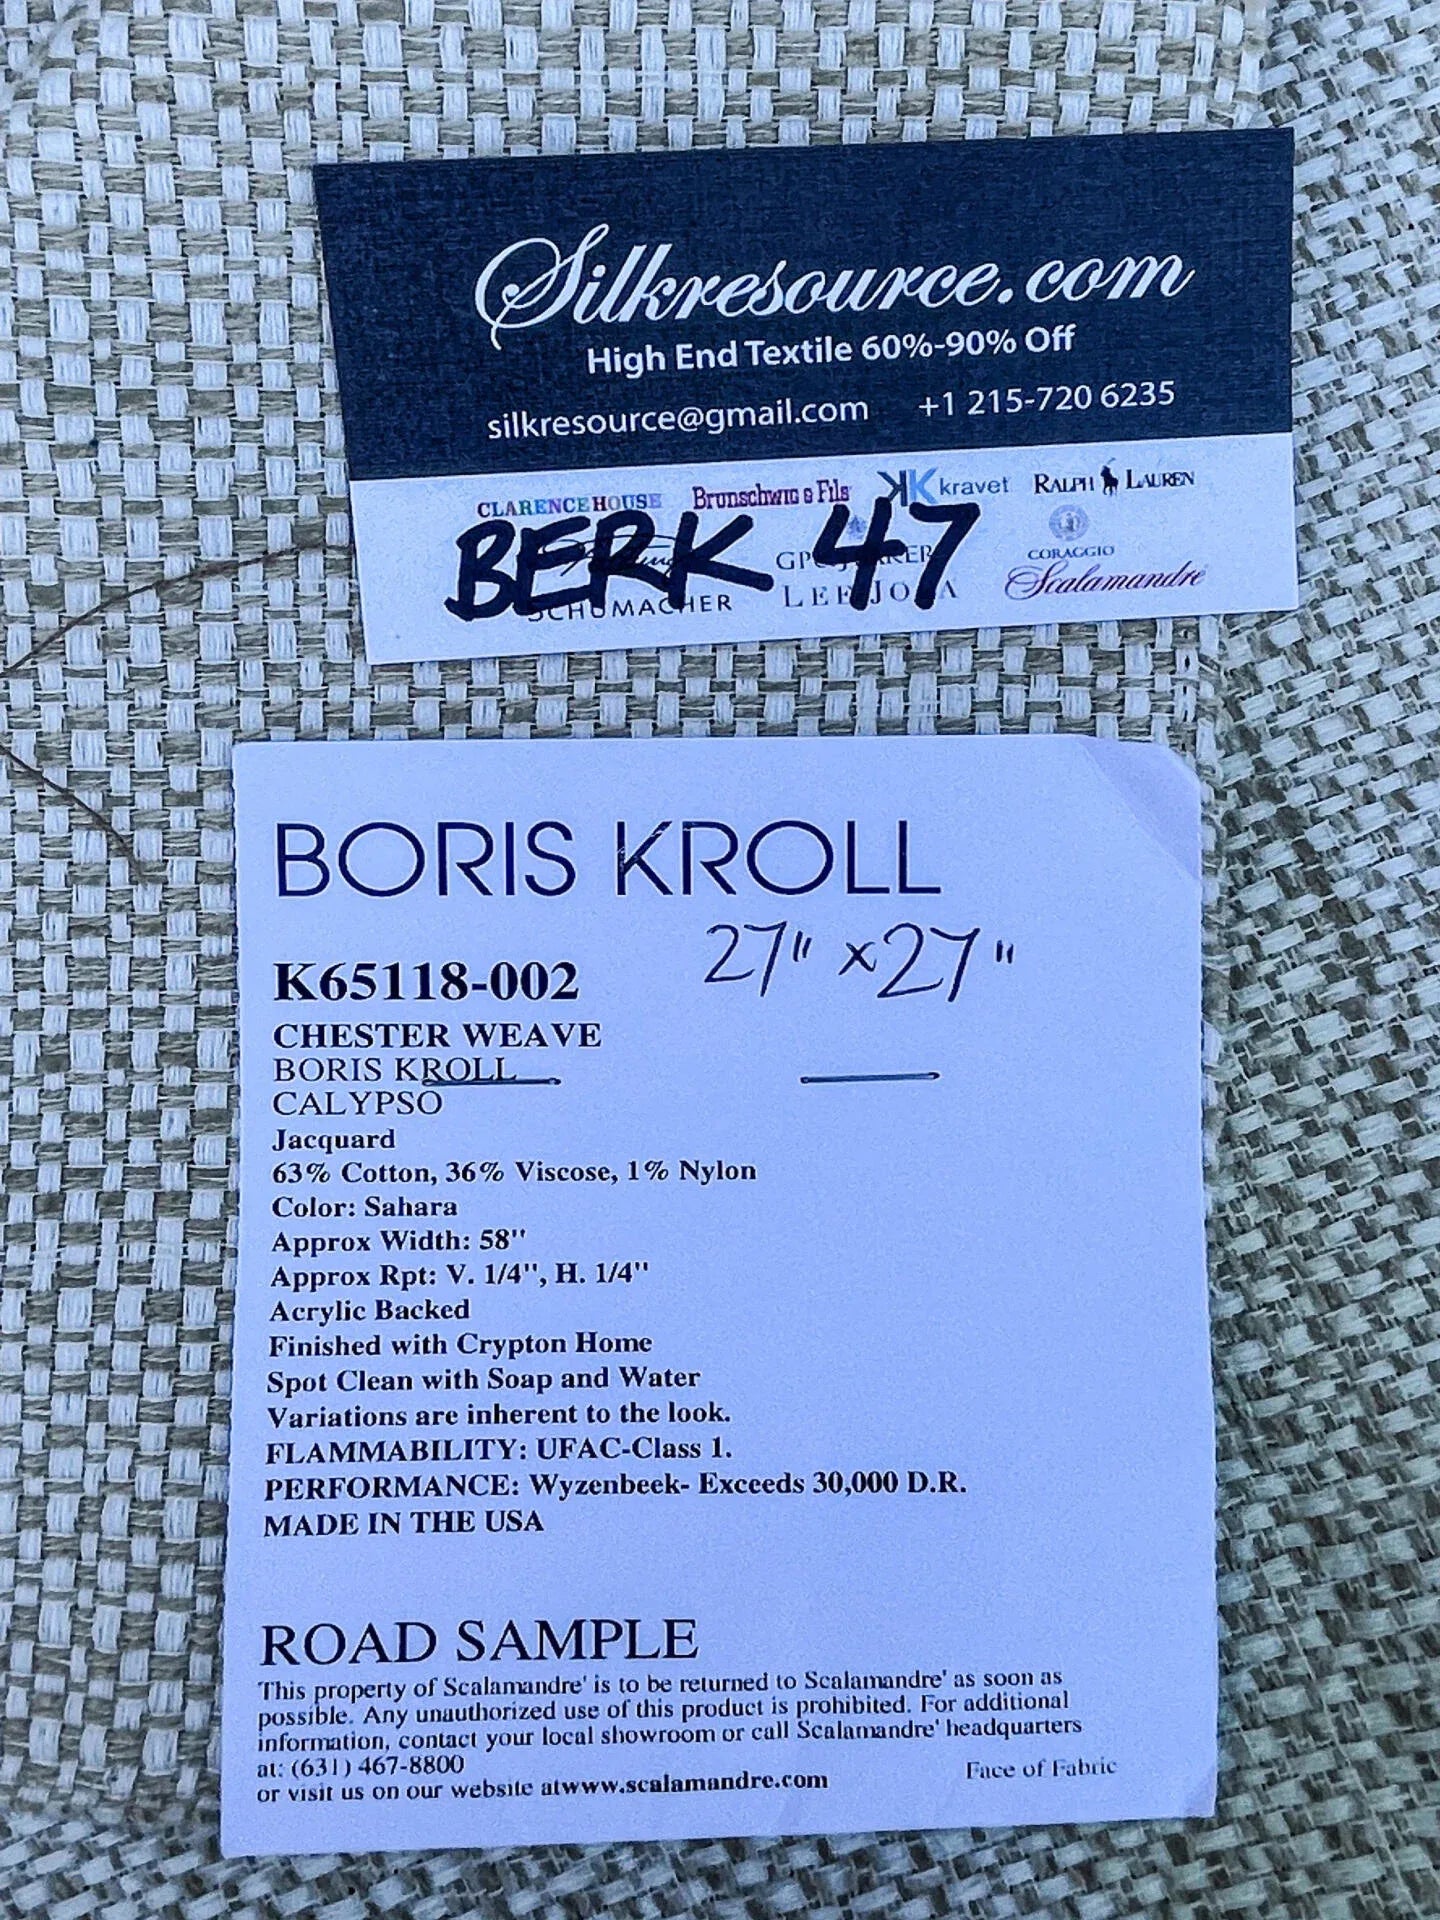 Silkresource.com
High End Textile 60%-90% Off
silkresource@gmail.com +1 215-720 6235
CLARENCE HOUSE Brunschwig & Fils kravet RALPH LAUREN
BERK 47
CORAGGIO
SCHUMACHER LEE JOFA Scalamandré
BORIS KROLL
27" x 27"
K65118-002
CHESTER WEAVE
BORIS KROLL
CALYPSO
Jacquard
63% Cotton, 36% Viscose, 1% Nylon
Color: Sahara
Approx Width: 58"
Approx Rpt: V. 1/4", H. 1/4"
Acrylic Backed
Finished with Crypton Home
Spot Clean with Soap and Water
Variations are inherent to the look.
FLAMMABILITY: UFAC-Class 1.
PERFORMANCE: Wyzenbeek- Exceeds 30,000 D.R.
MADE IN THE USA
ROAD SAMPLE
This property of Scalamandre' is to be returned to Scalamandre' as soon as
possible. Any unauthorized use of this product is prohibited. For additional
information, contact your local showroom or call Scalamandre' headquarters
at: (631) 467-8800
or visit us on our website atwww.scalamandre.com
Face of Fabric